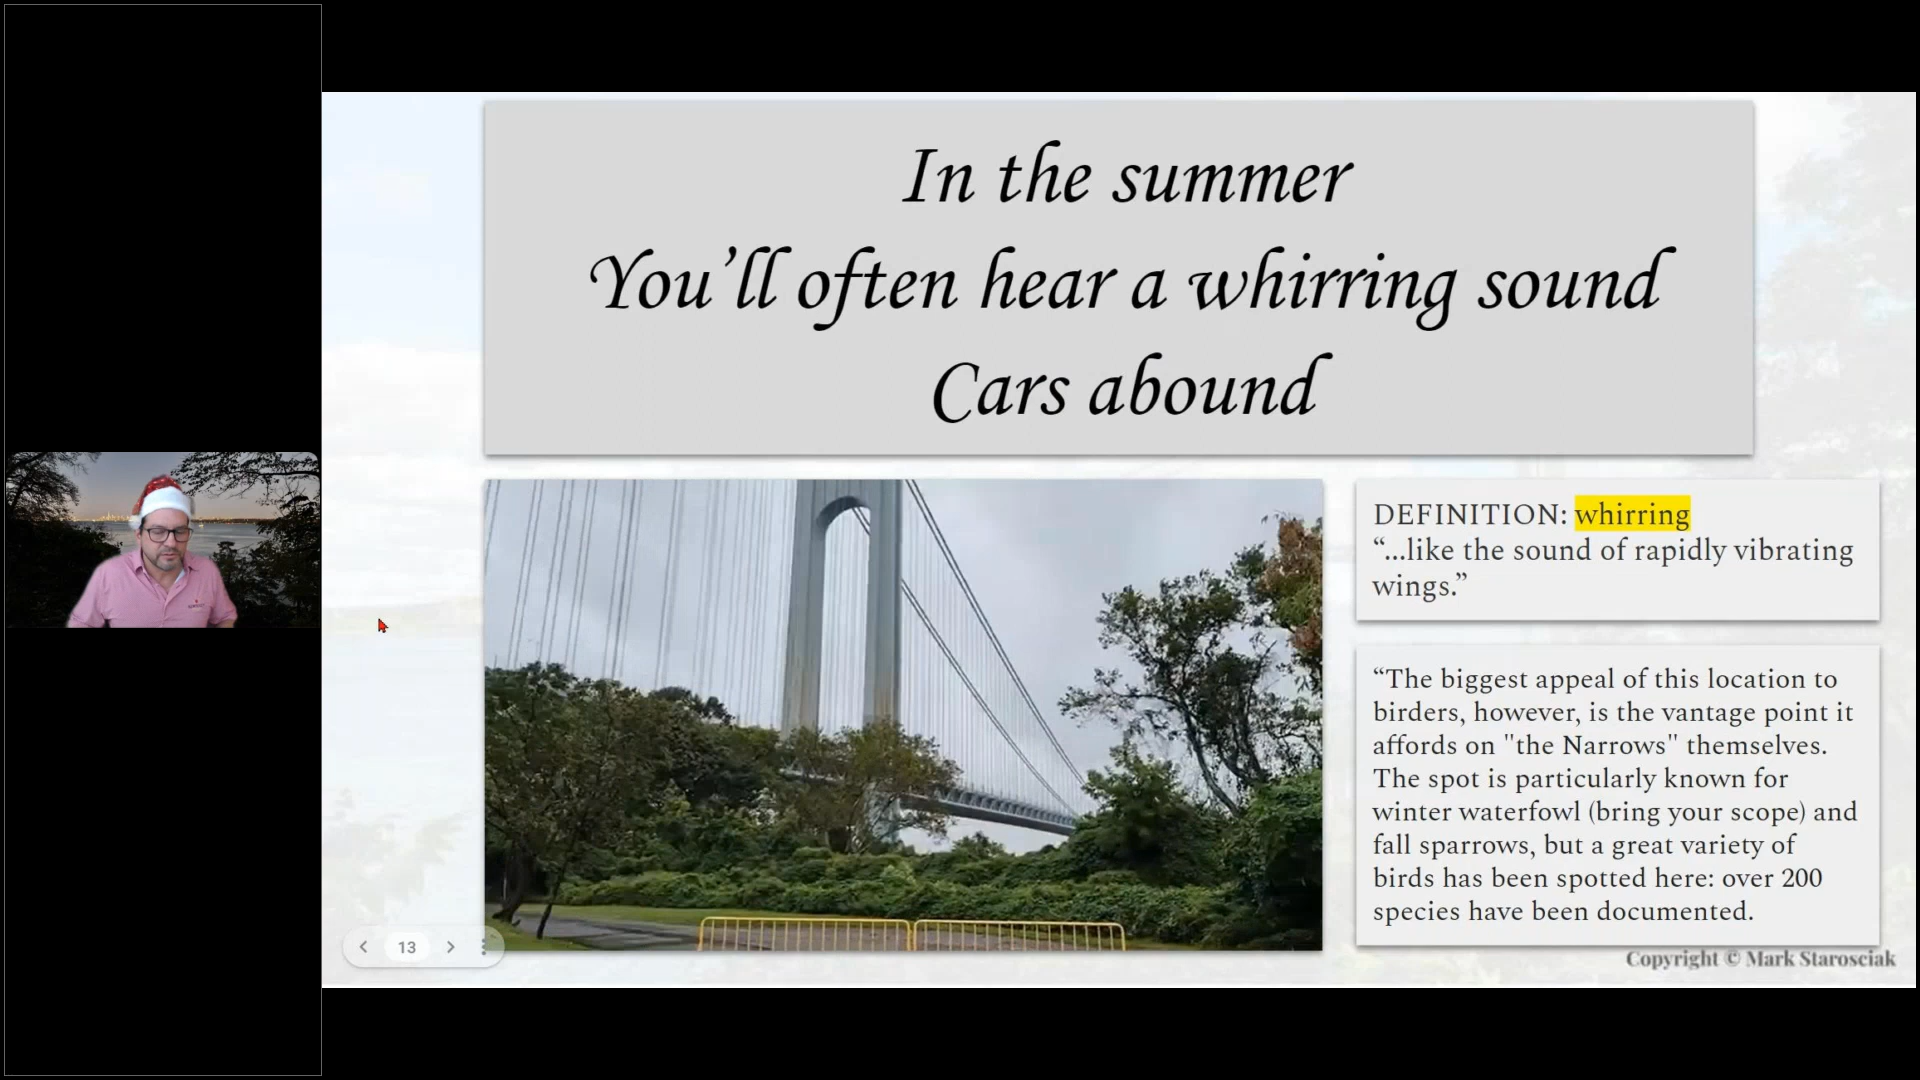 In the summer
You’ll often hear a whirring sound
Cars abound
DEFINITION: whirring
“...like the sound of rapidly vibrating
wings.”
“The biggest appeal of this location to
birders, however, is the vantage point it
affords on "the Narrows" themselves.
The spot is particularly known for
winter waterfowl (bring your scope) and
fall sparrows, but a great variety of
birds has been spotted here: over 200
species have been documented.
13
Copyright © Mark Starosciak